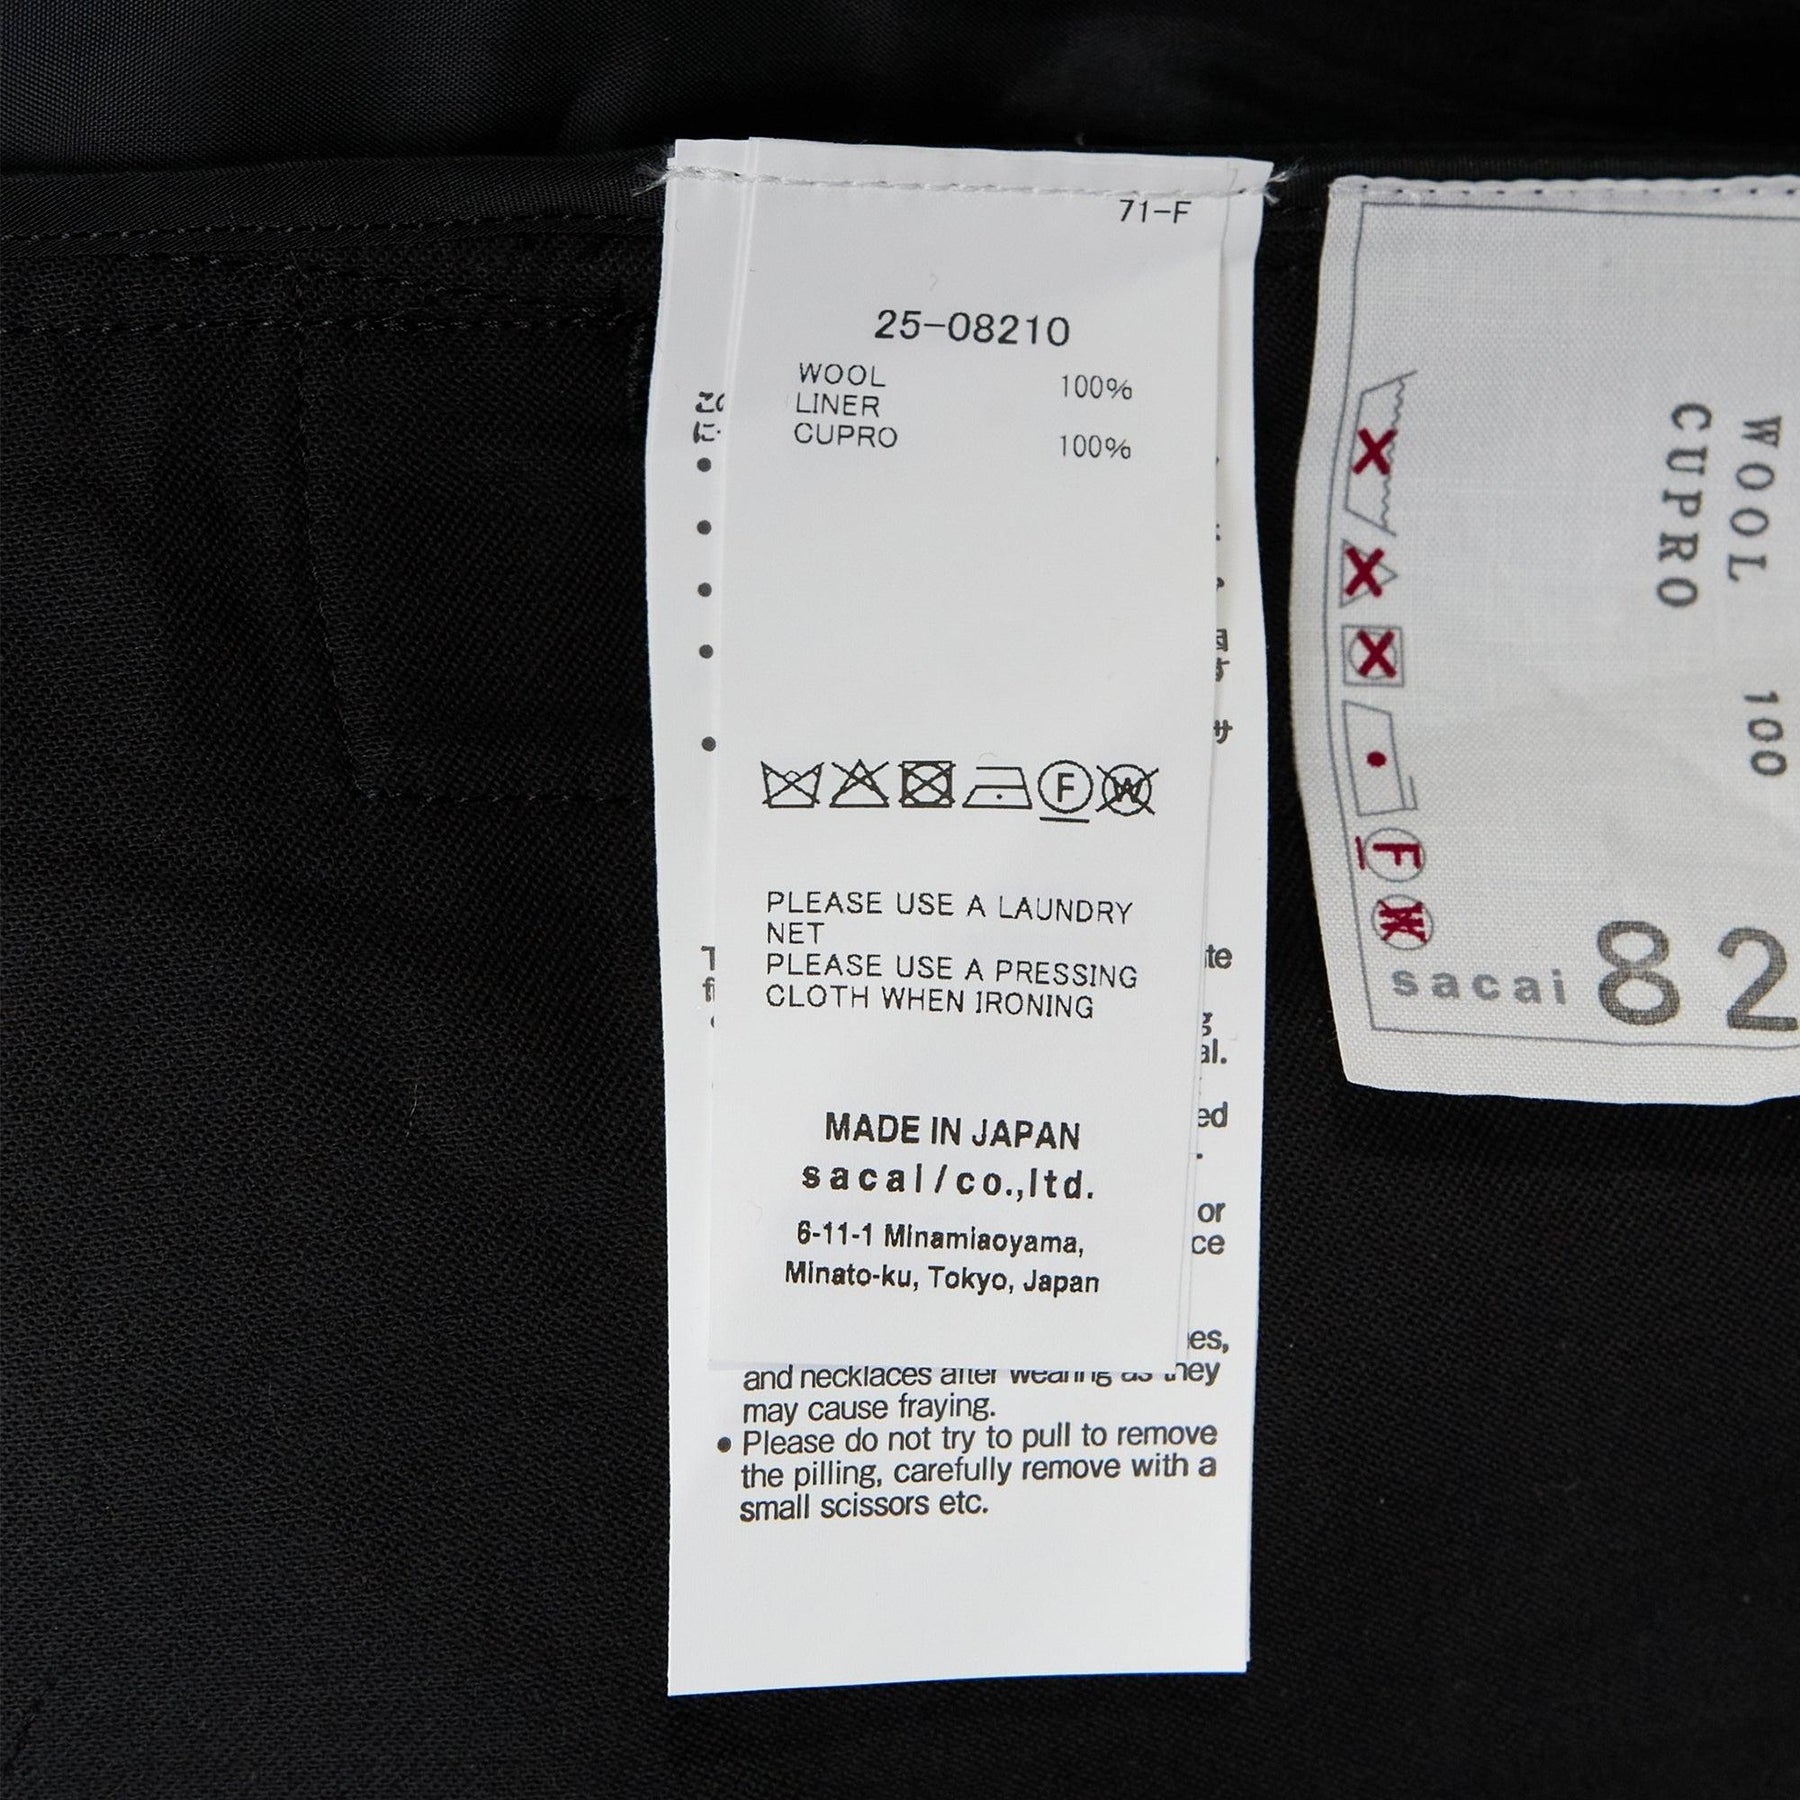 71-F
25-08210
WOOL 100%
LINER
CUPRO 100%
F
W
PLEASE USE A LAUNDRY
NET
PLEASE USE A PRESSING
CLOTH WHEN IRONING
MADE IN JAPAN
sacai/co.,ltd.
6-11-1 Minamiaoyama,
Minato-ku, Tokyo, Japan
and necklaces after wearing as they
may cause fraying.
● Please do not try to pull to remove
the pilling, carefully remove with a
small scissors etc.
WOOL 100
CUPRO
F
W
sacai 82